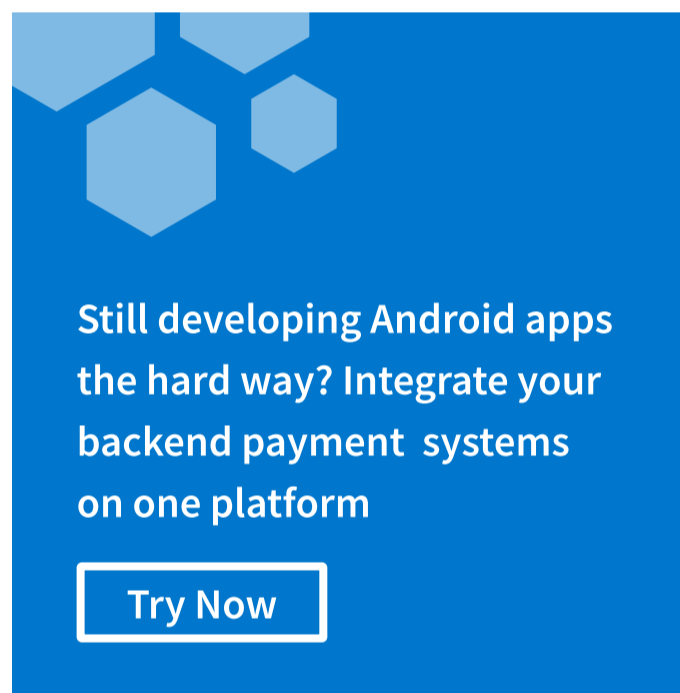 Still developing Android apps
the hard way? Integrate your
backend payment  systems
on one platform
Try Now